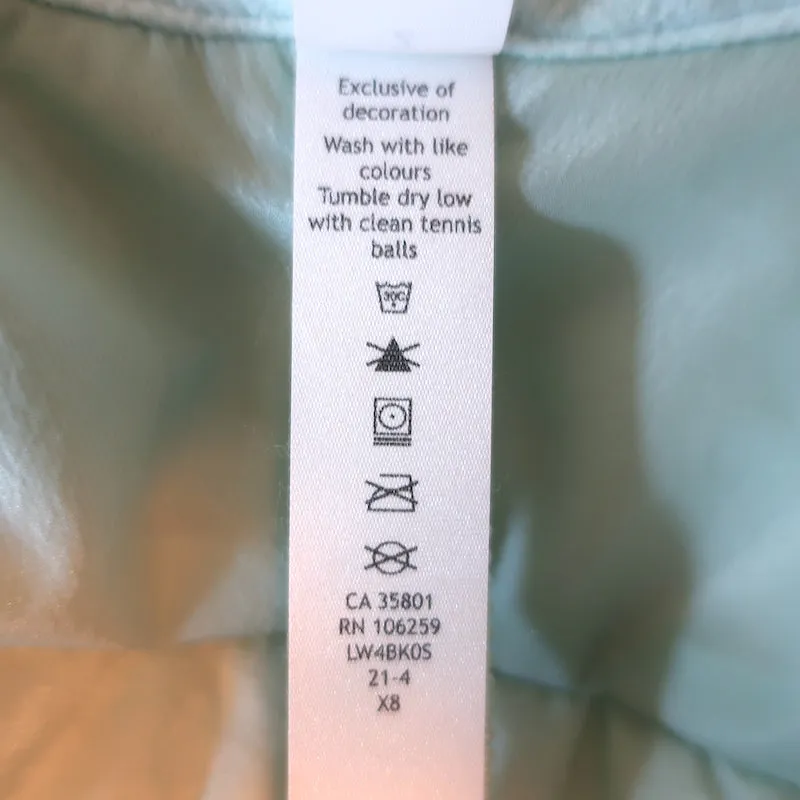 Exclusive of
decoration
Wash with like
colours
Tumble dry low
with clean tennis
balls
30C
CA 35801
RN 106259
LW4BK0S
21-4
X8